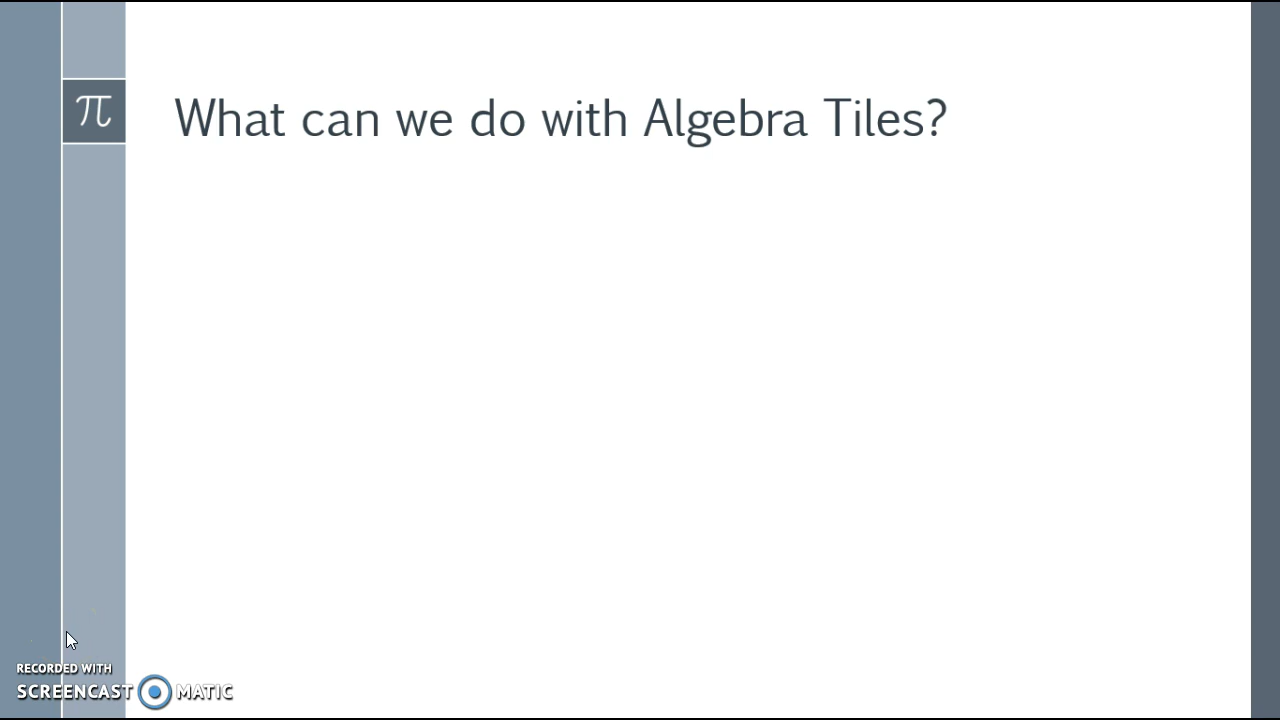 π
What can we do with Algebra Tiles?
RECORDED WITH
SCREENCAST MATIC